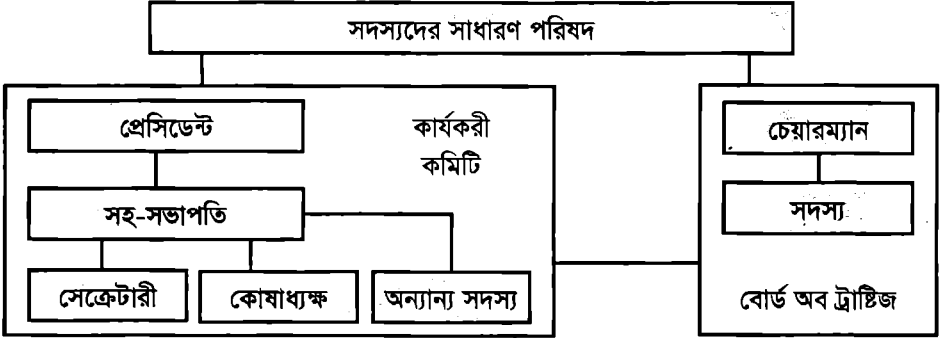 সদস্যদের সাধারণ পরিষদ
প্রেসিডেন্ট
কার্যকরী
কমিটি
সহ-সভাপতি
সেক্রেটারী
কোষাধ্যক্ষ
অন্যান্য সদস্য
চেয়ারম্যান
সদস্য
বোর্ড অব ট্রাষ্টিজ